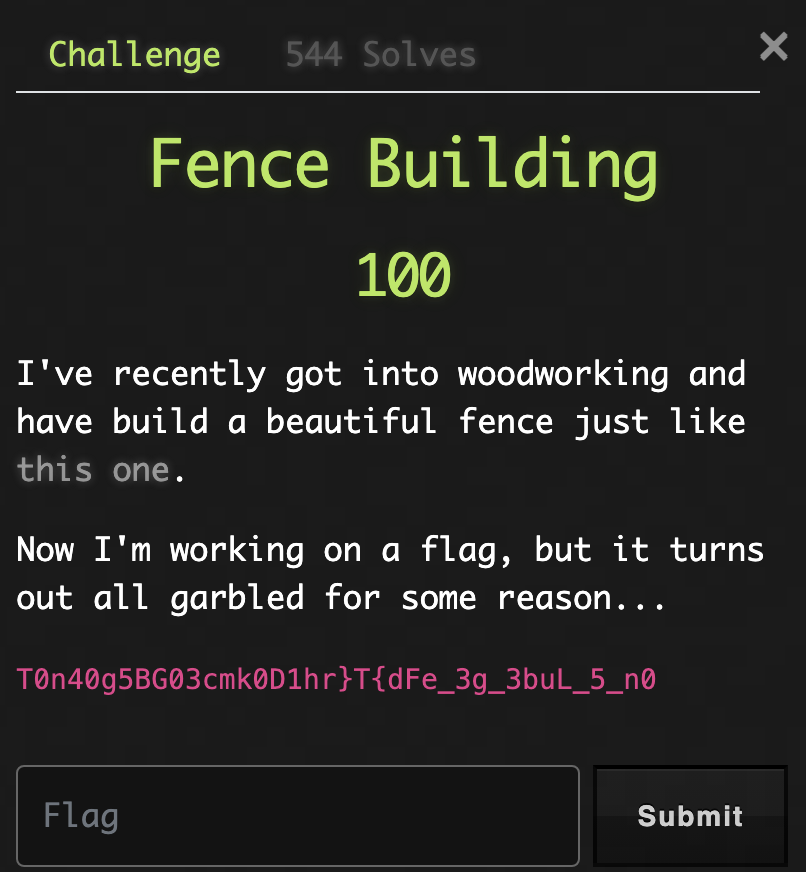 Challenge 544 Solves ×
Fence Building
100
I've recently got into woodworking and
have build a beautiful fence just like
this one.
Now I'm working on a flag, but it turns
out all garbled for some reason...
T0n40g5BG03cmk0D1hr}T{dFe_3g_3buL_5_n0
Flag Submit